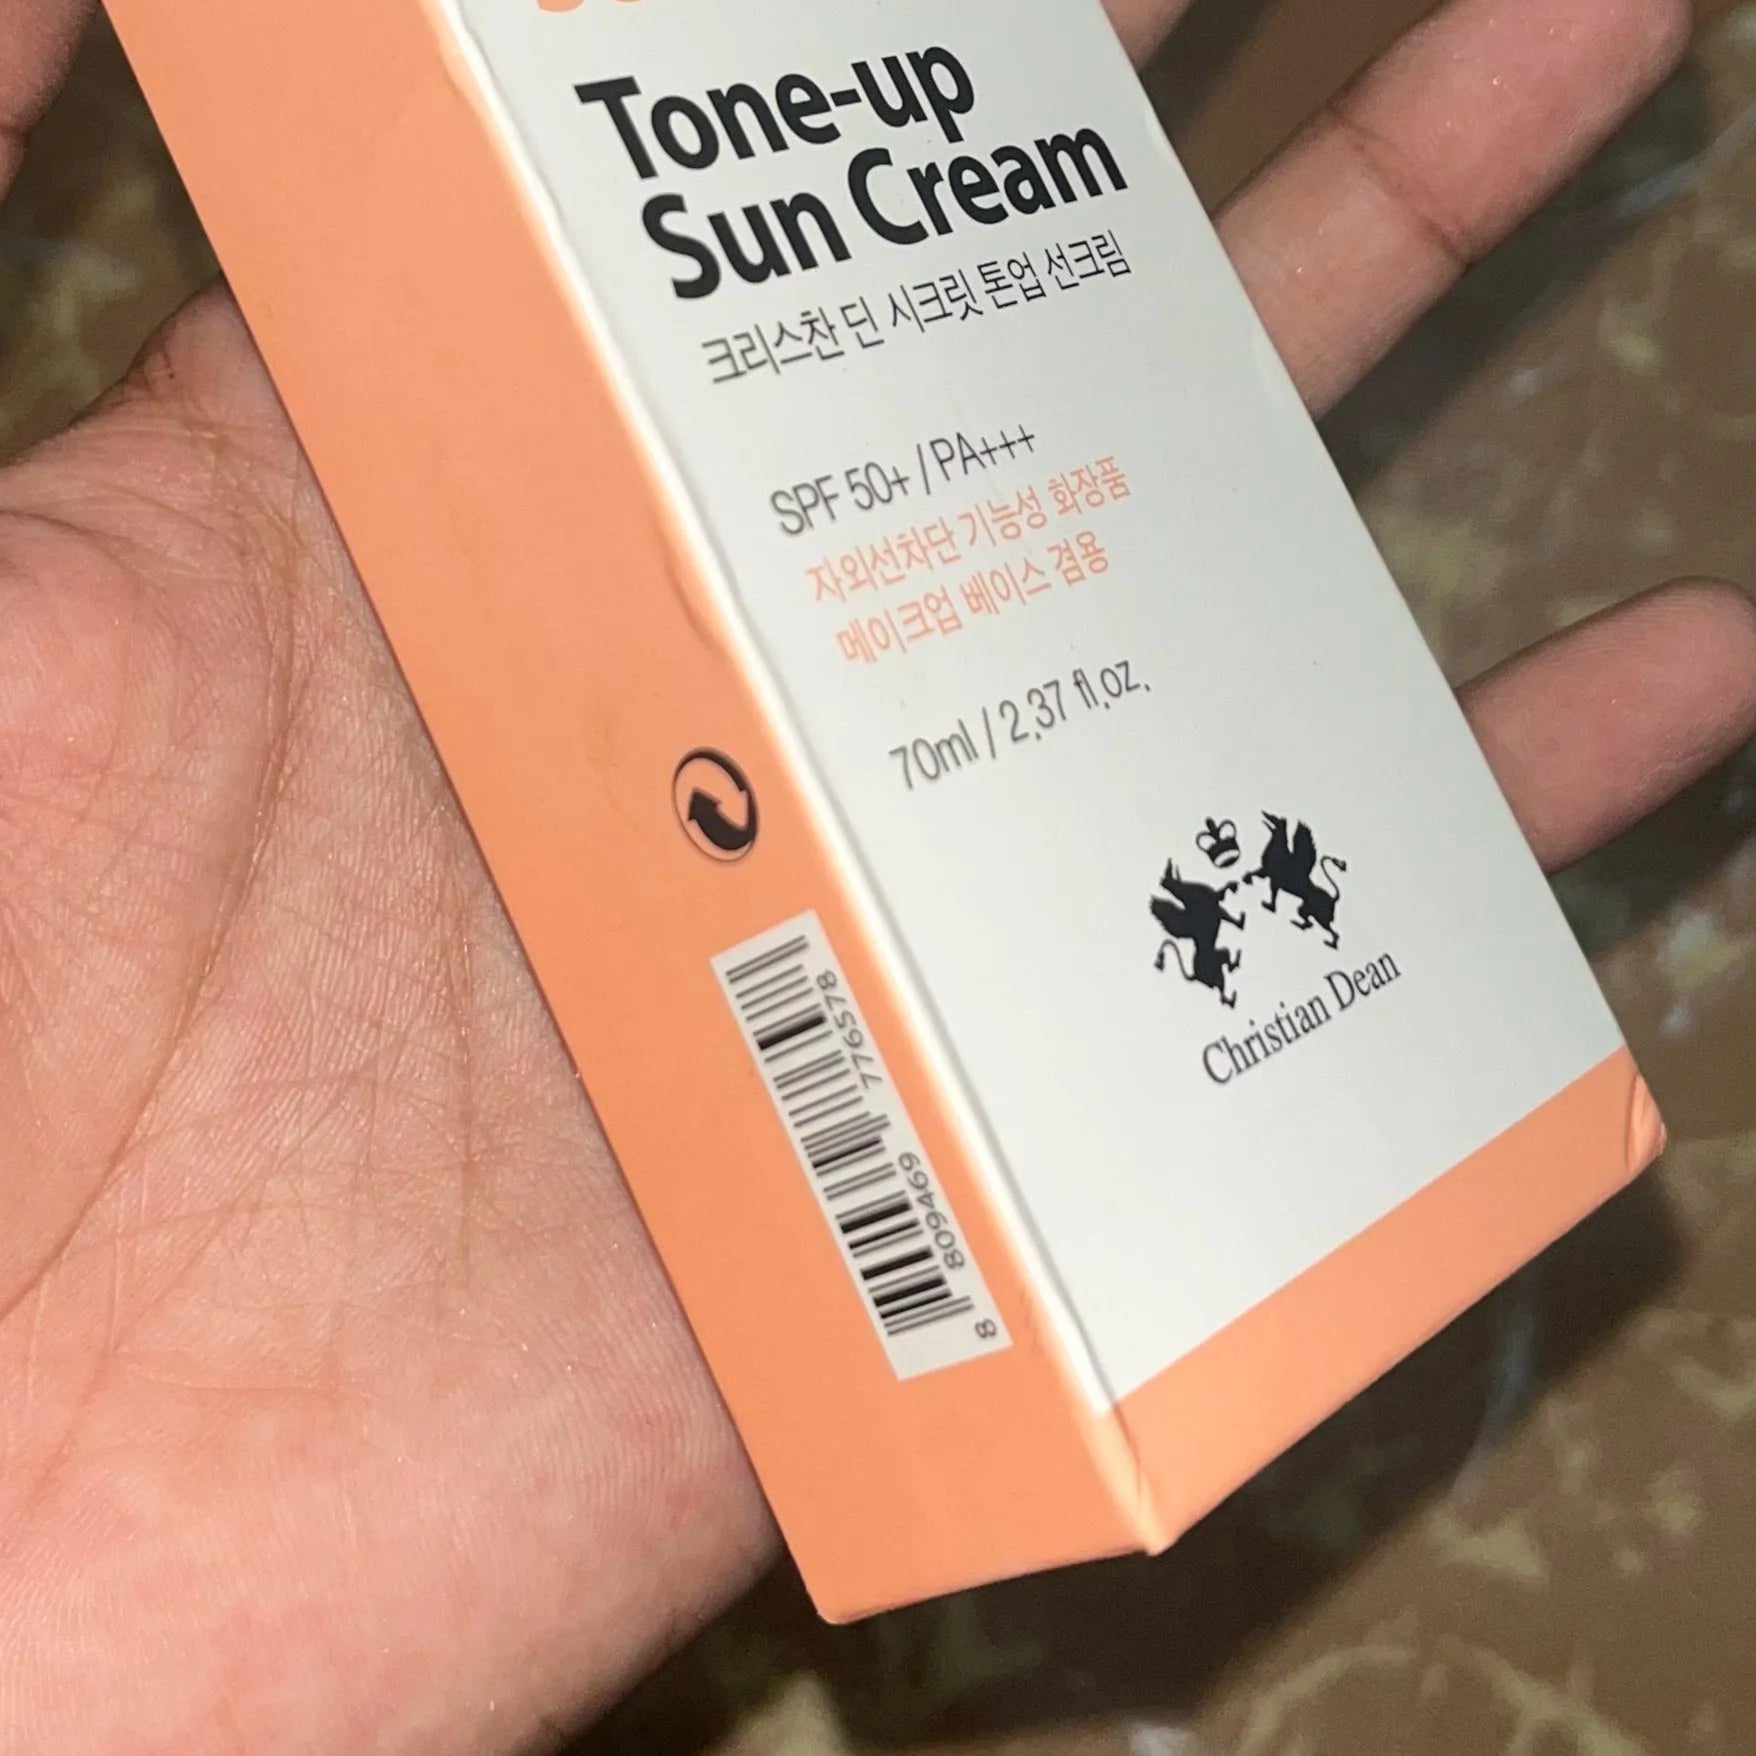 Tone-up
Sun Cream
크리스찬 딘 시크릿 톤업 선크림
SPF 50+ / PA+++
자외선차단 기능성 화장품
메이크업 베이스 겸용
70ml / 2.37 fl.oz.
Christian Dean
8 809469 776578